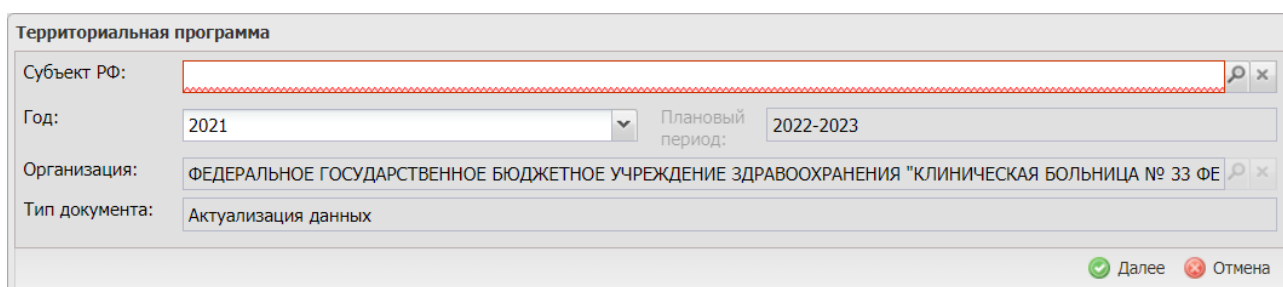 Территориальная программа
Субъект РФ:
Год: 2021 Плановый период: 2022-2023
Организация: ФЕДЕРАЛЬНОЕ ГОСУДАРСТВЕННОЕ БЮДЖЕТНОЕ УЧРЕЖДЕНИЕ ЗДРАВООХРАНЕНИЯ "КЛИНИЧЕСКАЯ БОЛЬНИЦА № 33 ФЕ
Тип документа: Актуализация данных
Далее Отмена